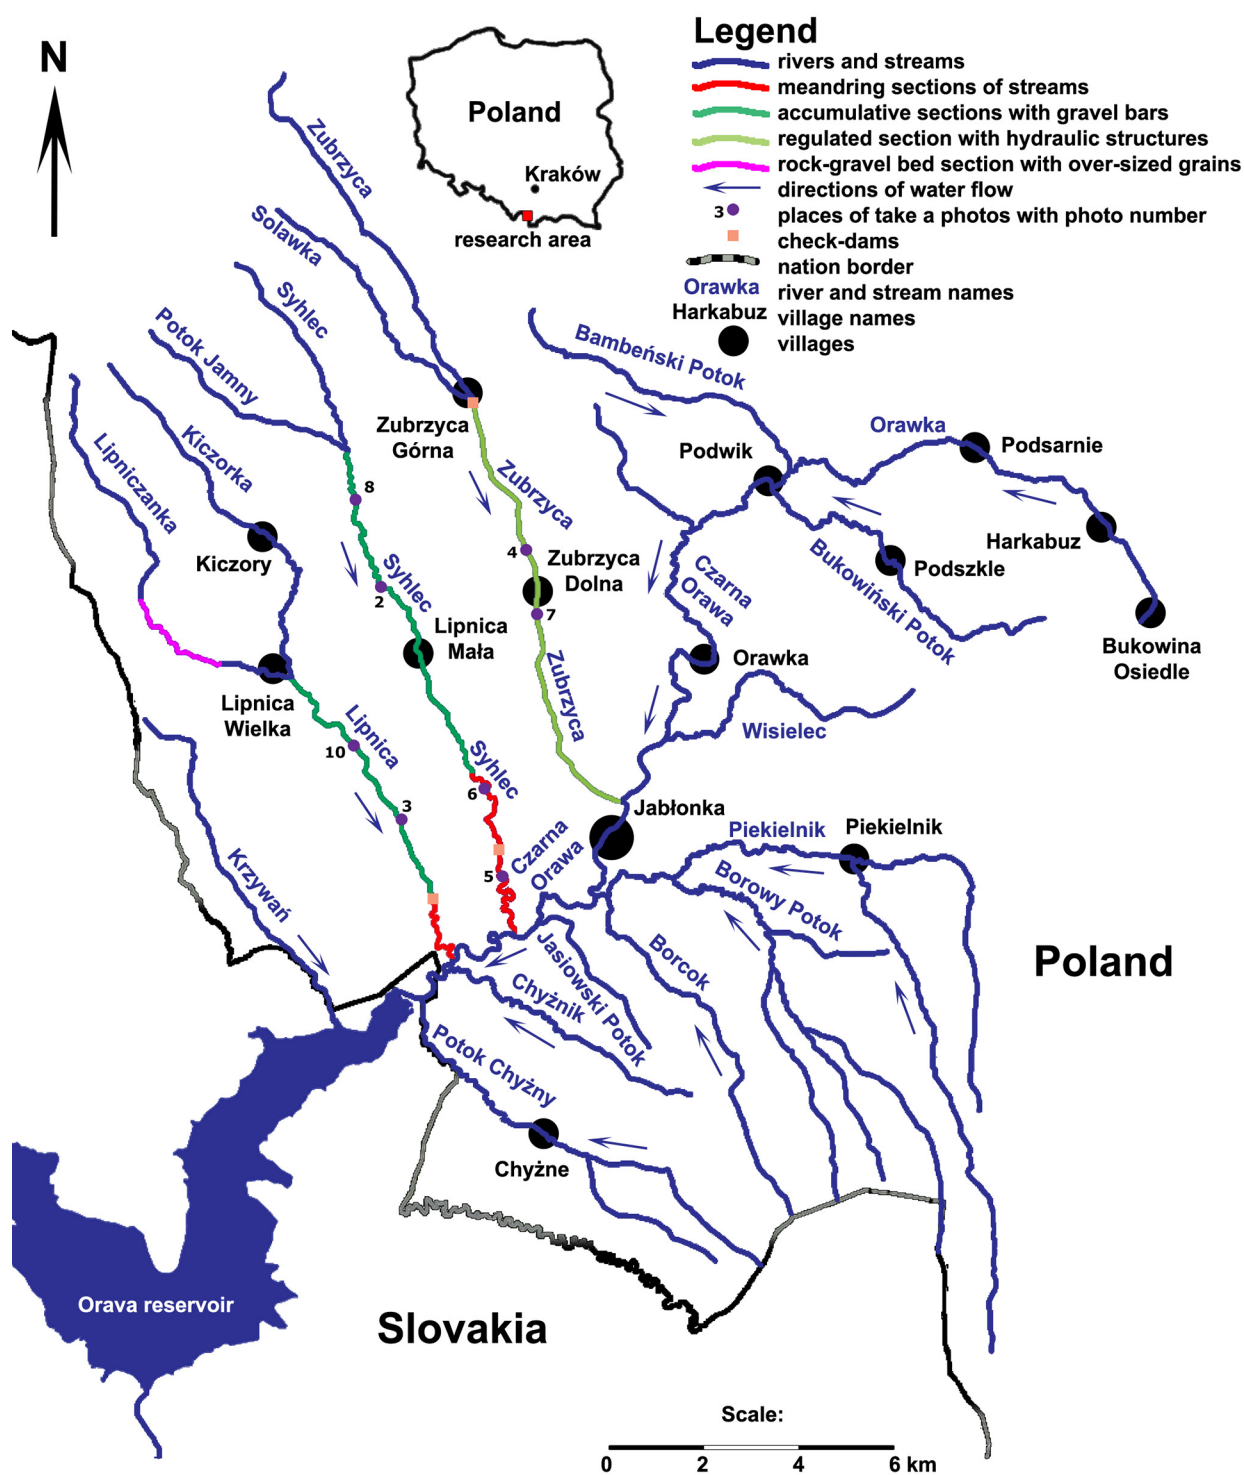 Legend
rivers and streams
meandring sections of streams
accumulative sections with gravel bars
regulated section with hydraulic structures
rock-gravel bed section with over-sized grains
directions of water flow
3 places of take a photos with photo number
check-dams
nation border
Orawka river and stream names
Harkabuz village names
villages
N
Poland
Kraków
research area
Zubrzyca
Solawka
Syhlec
Potok Jamny
Kiczorka
Lipniczanka
Bambeński Potok
Orawka
Podsarnie
Podwik
Zubrzyca
Górna
Zubrzyca
8
4
Harkabuz
Kiczory
Zubrzyca
Dolna
Syhlec
2
7
Czarna
Orawa
Podszkle
Bukowiński Potok
Lipnica
Mała
Bukowina
Osiedle
Orawka
Lipnica
Wielka
Lipnica
10
Zubrzyca
Wisielec
Syhlec
6
3
Jabłonka
Piekielnik
Piekielnik
Krzywań
5
Czarna
Orawa
Borowy Potok
Borcok
Jasiowski Potok
Chyżnik
Poland
Potok Chyżny
Chyżne
Orava reservoir
Slovakia
Scale:
0 2 4 6 km